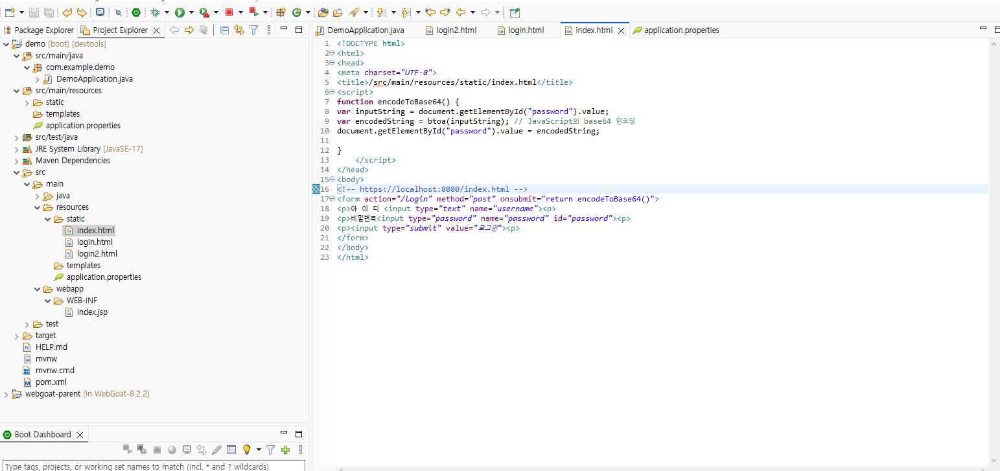 Package Explorer
Project Explorer
demo [boot] [devtools]
src/main/java
com.example.demo
DemoApplication.java
src/main/resources
static
templates
application.properties
src/test/java
JRE System Library [JavaSE-17]
Maven Dependencies
src
main
java
resources
static
index.html
login.html
login2.html
templates
application.properties
webapp
WEB-INF
index.jsp
test
target
HELP.md
mvnw
mvnw.cmd
pom.xml
webgoat-parent (in WebGoat-8.2.2)
Boot Dashboard
Type tags, projects, or working set names to match (incl. * and ? wildcards)
DemoApplication.java login2.html login.html index.html application.properties
1 <!DOCTYPE html>
2 <html>
3 <head>
4 <meta charset="UTF-8">
5 <title>/src/main/resources/static/index.html</title>
6 <script>
7 function encodeToBase64() {
8 var inputString = document.getElementById("password").value;
9 var encodedString = btoa(inputString); // JavaScript의 base64 인코딩
10 document.getElementById("password").value = encodedString;
11
12 }
13     </script>
14 </head>
15 <body>
16 <!-- https://localhost:8080/index.html -->
17 <form action="/login" method="post" onsubmit="return encodeToBase64()">
18 <p>아 이 디 <input type="text" name="username"><p>
19 <p>비밀번호<input type="password" name="password" id="password"><p>
20 <p><input type="submit" value="로그인"><p>
21 </form>
22 </body>
23 </html>